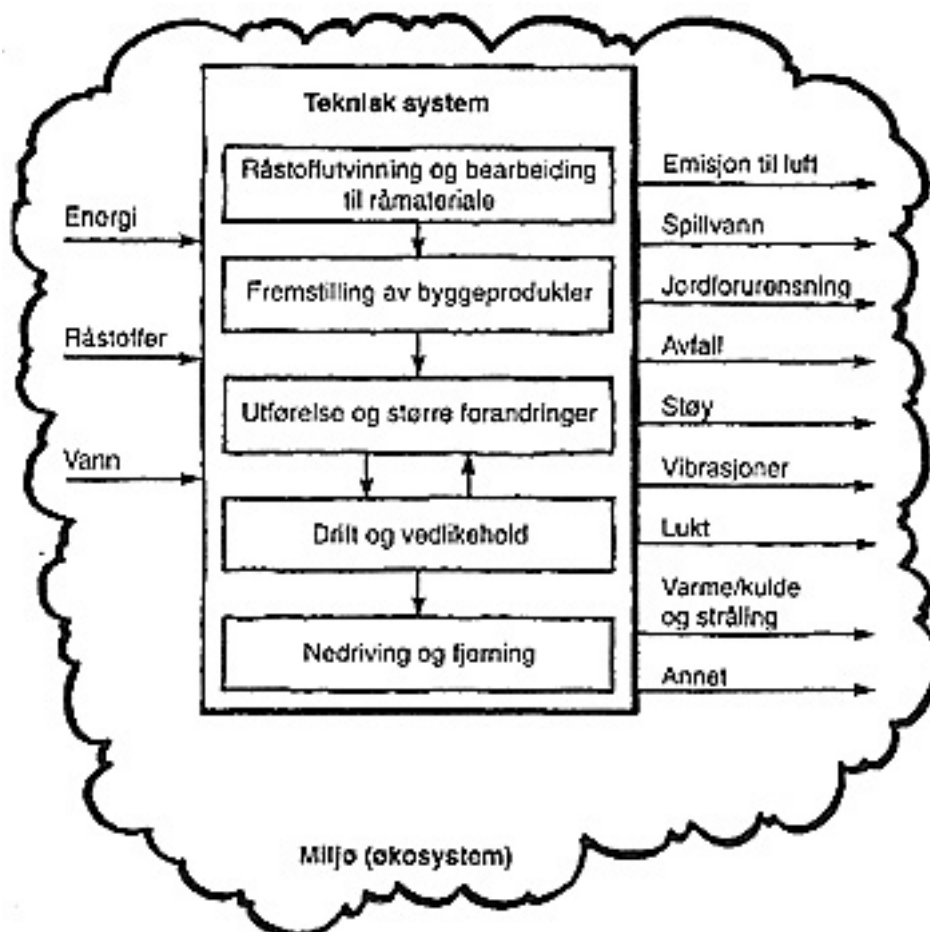 Teknisk system
Råstoffutvinning og bearbeiding
til råmateriale
Fremstilling av byggeprodukter
Utførelse og større forandringer
Drift og vedlikehold
Nedriving og fjerning
Energi
Råstoffer
Vann
Emisjon til luft
Spillvann
Jordforurensning
Avfall
Støy
Vibrasjoner
Lukt
Varme/kulde
og stråling
Annet
Miljø (økosystem)